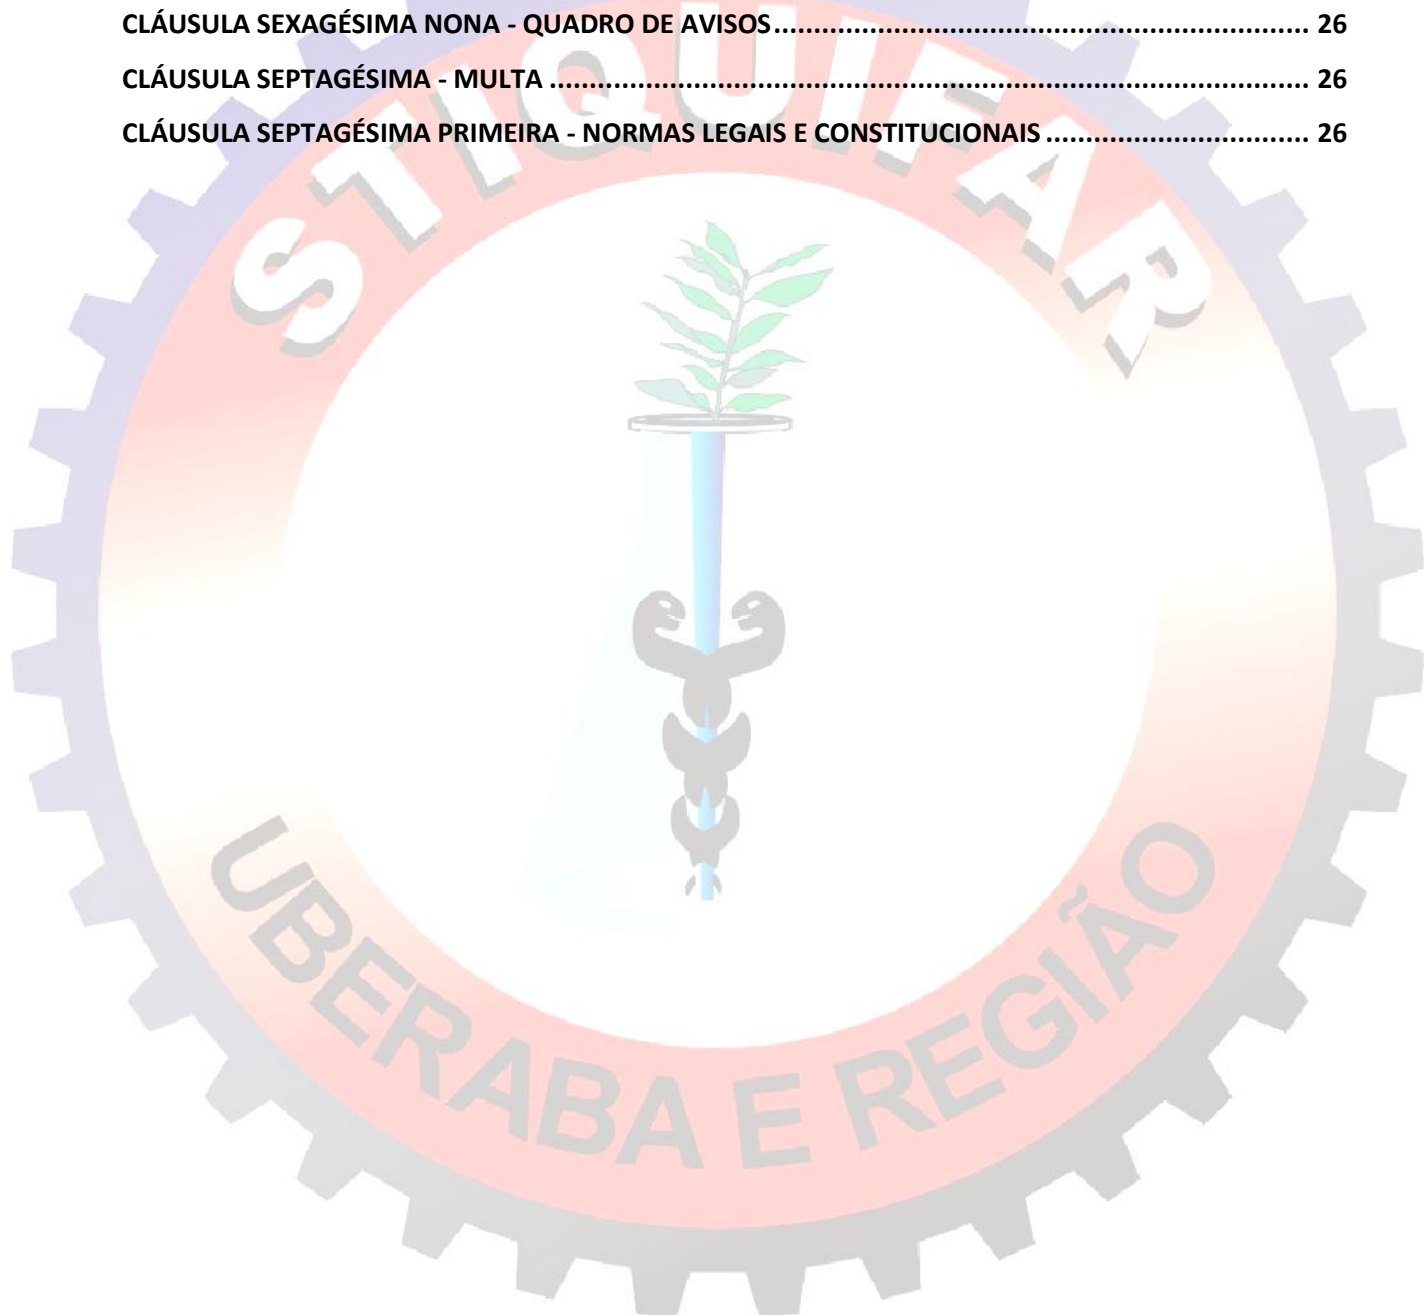 CLÁUSULA SEXAGÉSIMA NONA - QUADRO DE AVISOS.................................................................... 26
CLÁUSULA SEPTAGÉSIMA - MULTA ................................................................................................ 26
CLÁUSULA SEPTAGÉSIMA PRIMEIRA - NORMAS LEGAIS E CONSTITUCIONAIS................................. 26
STIQUIFAR
UBERABA E REGIÃO